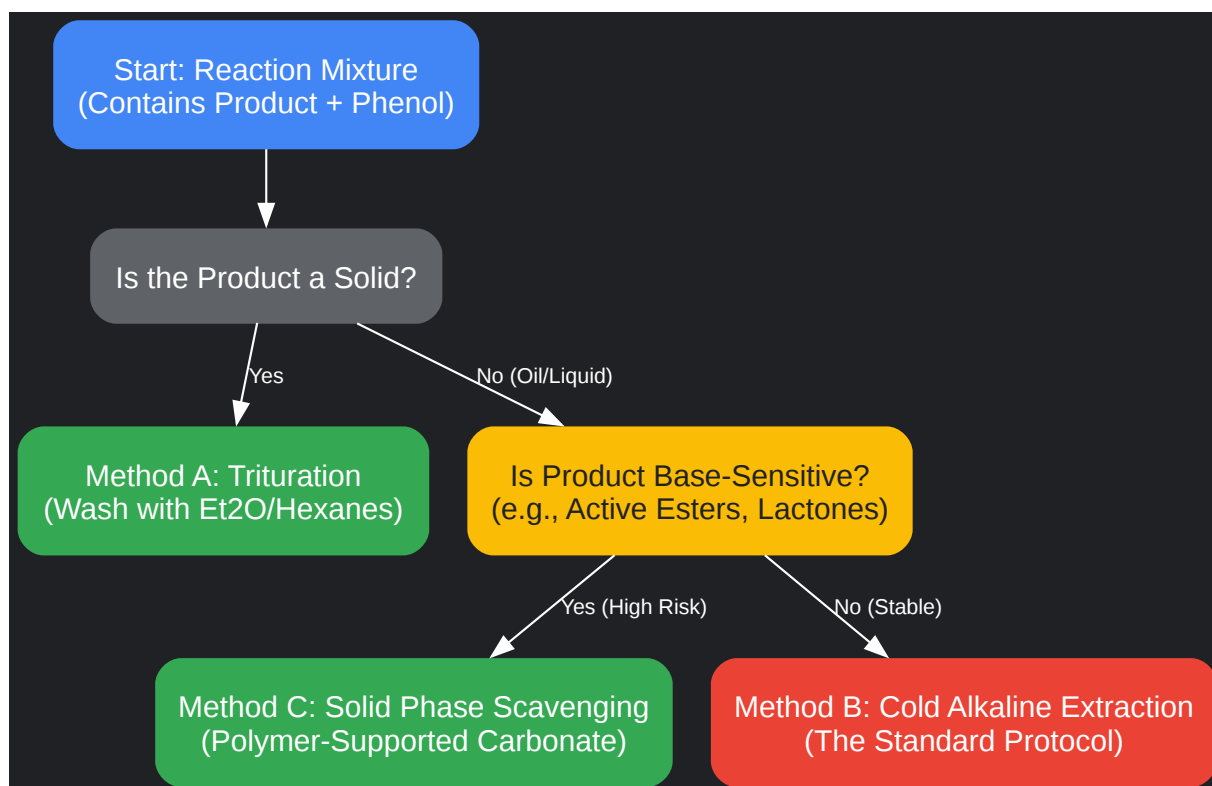 Start: Reaction Mixture
(Contains Product + Phenol)
Is the Product a Solid?
Yes
No (Oil/Liquid)
Method A: Trituration
(Wash with Et2O/Hexanes)
Is Product Base-Sensitive?
(e.g., Active Esters, Lactones)
Yes (High Risk)
No (Stable)
Method C: Solid Phase Scavenging
(Polymer-Supported Carbonate)
Method B: Cold Alkaline Extraction
(The Standard Protocol)